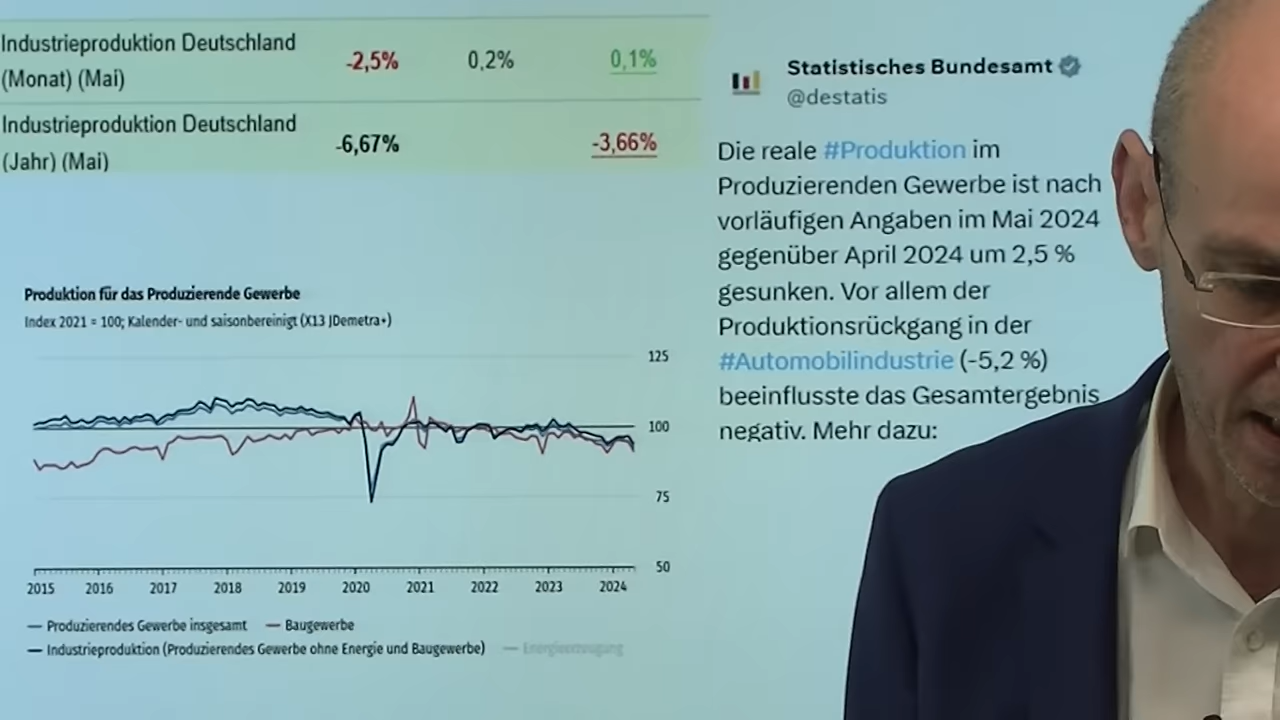 Industrieproduktion Deutschland
(Monat) (Mai)
-2,5%
0,2%
0,1%
Industrieproduktion Deutschland
(Jahr) (Mai)
-6,67%
-3,66%
Statistisches Bundesamt
@destatis
Die reale #Produktion im
Produzierenden Gewerbe ist nach
vorläufigen Angaben im Mai 2024
gegenüber April 2024 um 2,5 %
gesunken. Vor allem der
Produktionsrückgang in der
#Automobilindustrie (-5,2 %)
beeinflusste das Gesamtergebnis
negativ. Mehr dazu:
Produktion für das Produzierende Gewerbe
Index 2021 = 100; Kalender- und saisonbereinigt (X13 JDemetra+)
125
100
75
50
2015 2016 2017 2018 2019 2020 2021 2022 2023 2024
Produzierendes Gewerbe insgesamt
Baugewerbe
Industrieproduktion (Produzierendes Gewerbe ohne Energie und Baugewerbe)
Energieerzeugung